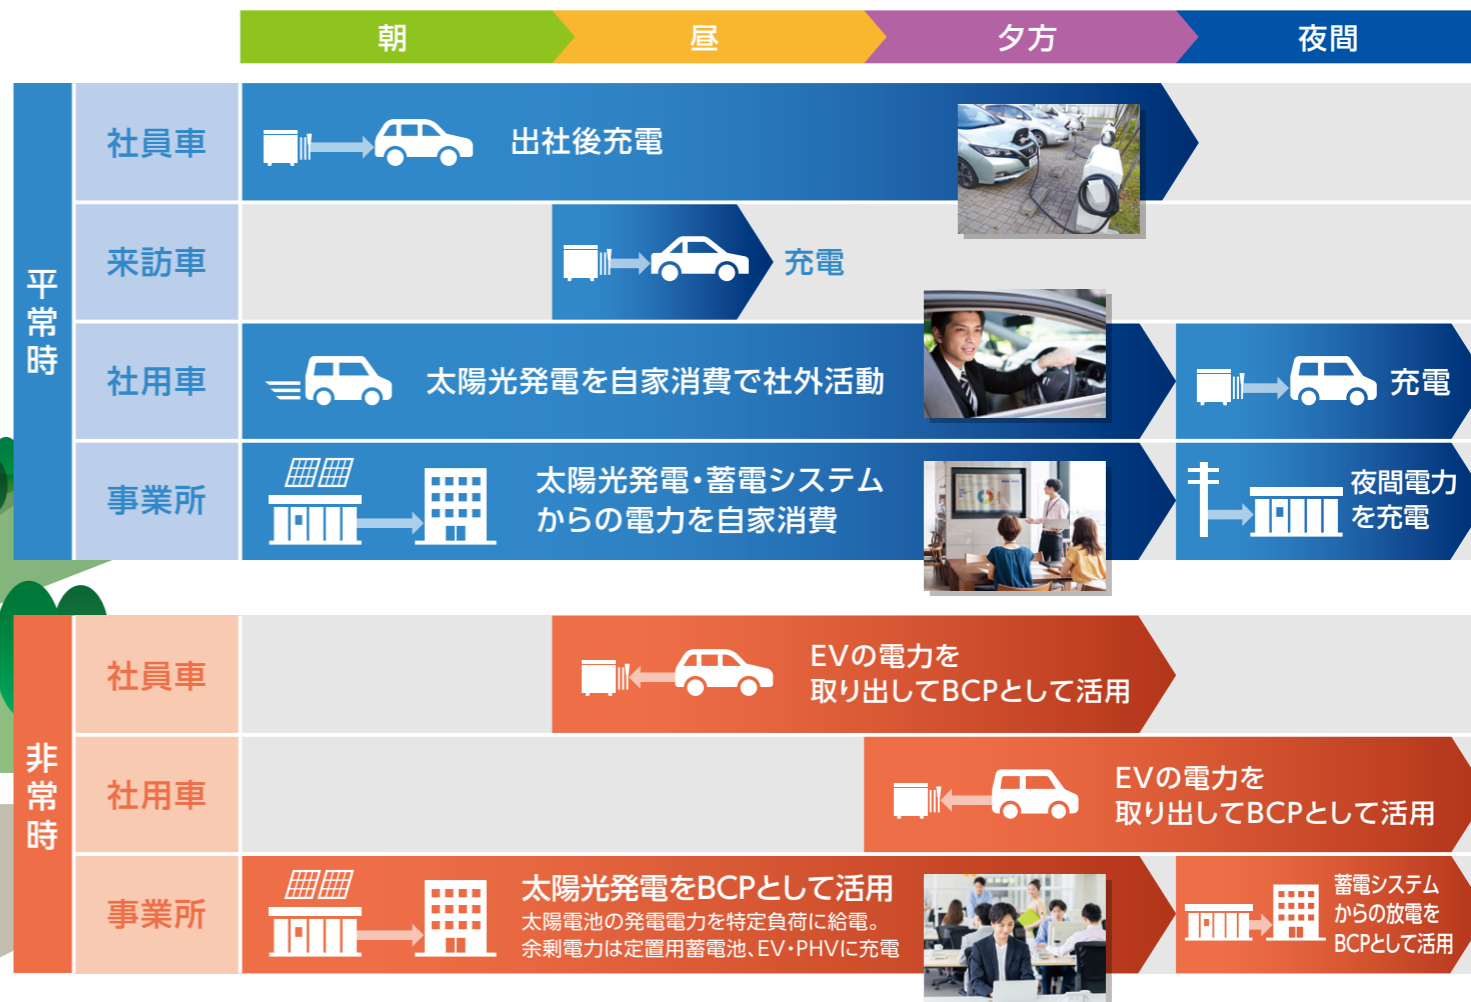 朝
昼
夕方
夜間
平常時
社員車
出社後充電
来訪車
充電
社用車
太陽光発電を自家消費で社外活動
充電
事業所
太陽光発電・蓄電システム
からの電力を自家消費
夜間電力
を充電
非常時
社員車
EVの電力を
取り出してBCPとして活用
社用車
EVの電力を
取り出してBCPとして活用
事業所
太陽光発電をBCPとして活用
太陽電池の発電電力を特定負荷に給電。
余剰電力は定置用蓄電池、EV・PHVに充電
蓄電システム
からの放電を
BCPとして活用